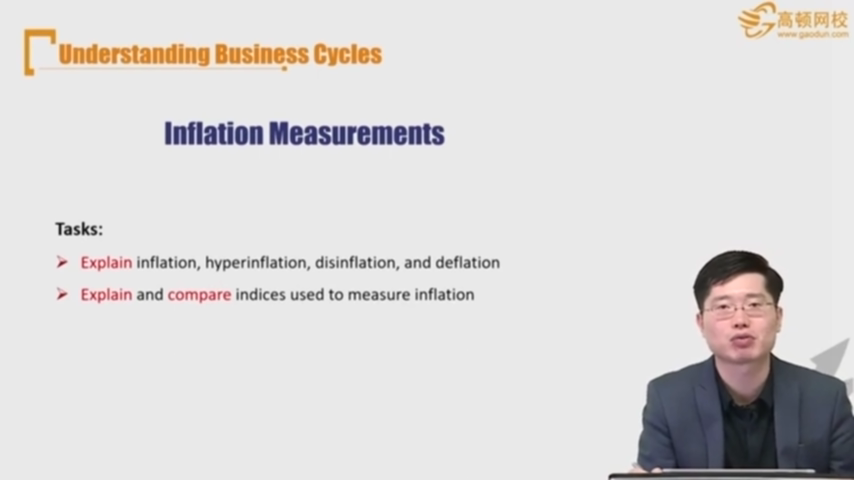 高顿网校
www.gaodun.com
Understanding Business Cycles
Inflation Measurements
Tasks:
Explain inflation, hyperinflation, disinflation, and deflation
Explain and compare indices used to measure inflation